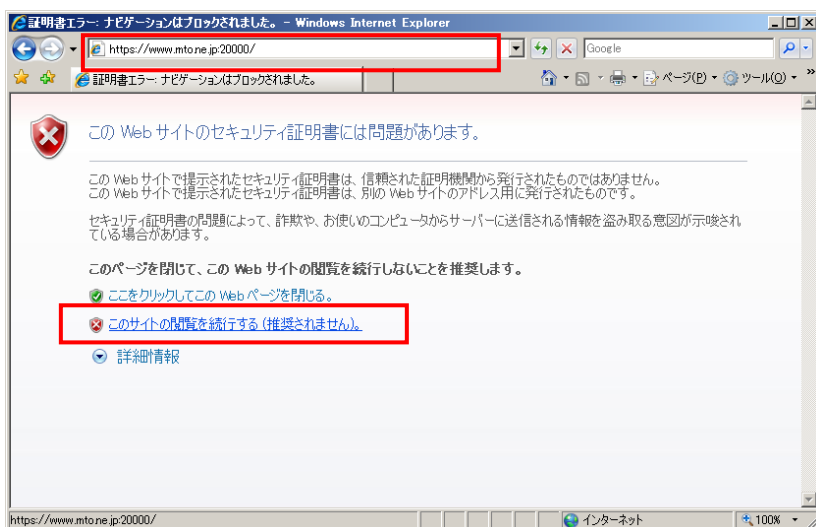 証明書エラー: ナビゲーションはブロックされました。 - Windows Internet Explorer
https://www.mto.ne.jp:20000/
Google
証明書エラー: ナビゲーションはブロックされました。
ページ(P)
ツール(O)
»
この Web サイトのセキュリティ証明書には問題があります。
この Web サイトで提示されたセキュリティ証明書は、信頼された証明機関から発行されたものではありません。
この Web サイトで提示されたセキュリティ証明書は、別の Web サイトのアドレス用に発行されたものです。
セキュリティ証明書の問題によって、詐欺や、お使いのコンピュータからサーバーに送信される情報を盗み取る意図が示唆され
ている場合があります。
このページを閉じて、この Web サイトの閲覧を続行しないことを推奨します。
ここをクリックしてこの Web ページを閉じる。
このサイトの閲覧を続行する (推奨されません)。
詳細情報
https://www.mto.ne.jp:20000/
インターネット
100%